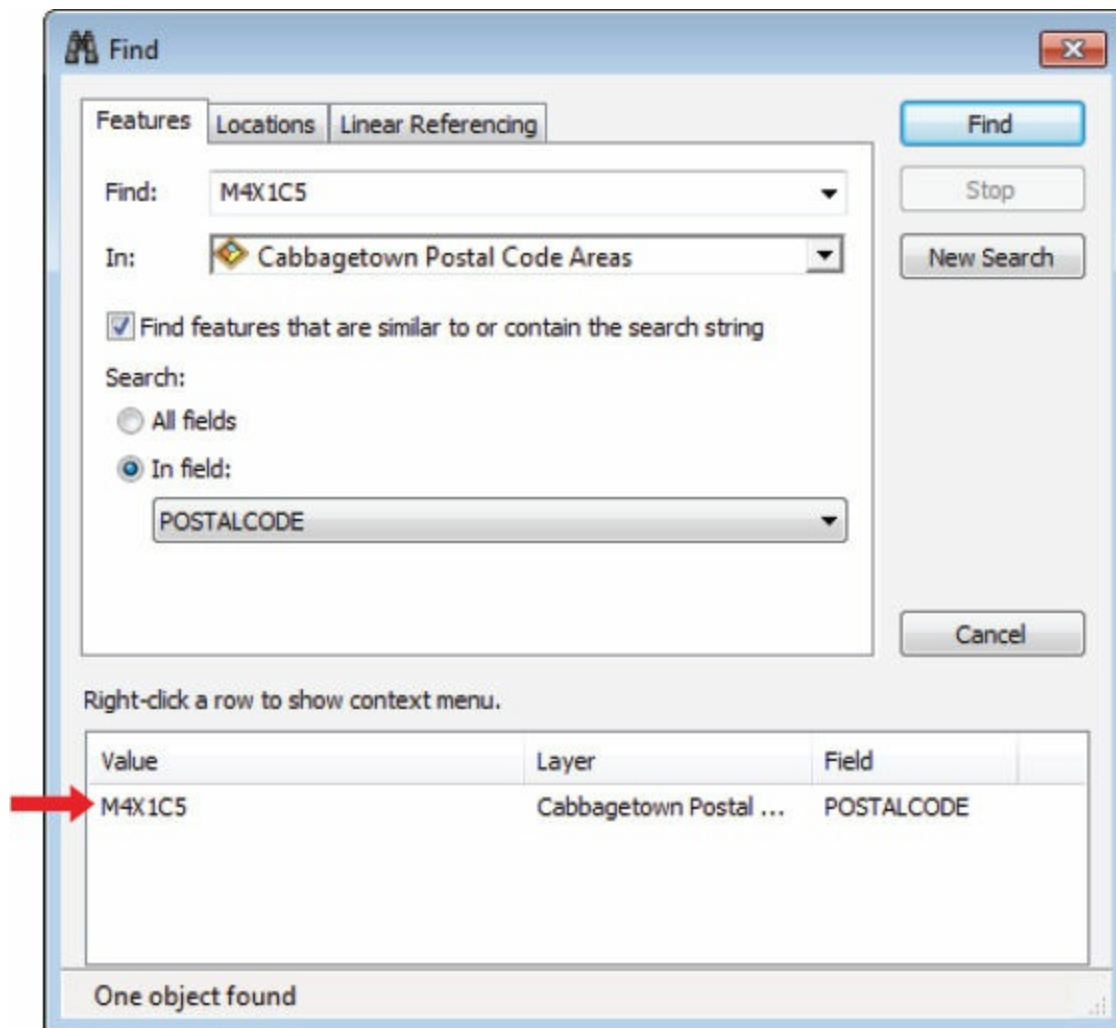 Find
Features Locations Linear Referencing
Find
Find: M4X1C5
Stop
In: Cabbagetown Postal Code Areas
New Search
Find features that are similar to or contain the search string
Search:
All fields
In field:
POSTALCODE
Cancel
Right-click a row to show context menu.
Value Layer Field
M4X1C5 Cabbagetown Postal ... POSTALCODE
One object found